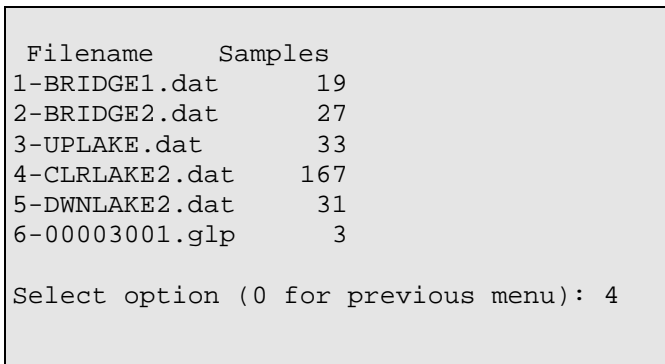 Filename    Samples
1-BRIDGE1.dat      19
2-BRIDGE2.dat      27
3-UPLAKE.dat       33
4-CLRLAKE2.dat    167
5-DWNLAKE2.dat     31
6-00003001.glp      3
Select option (0 for previous menu): 4